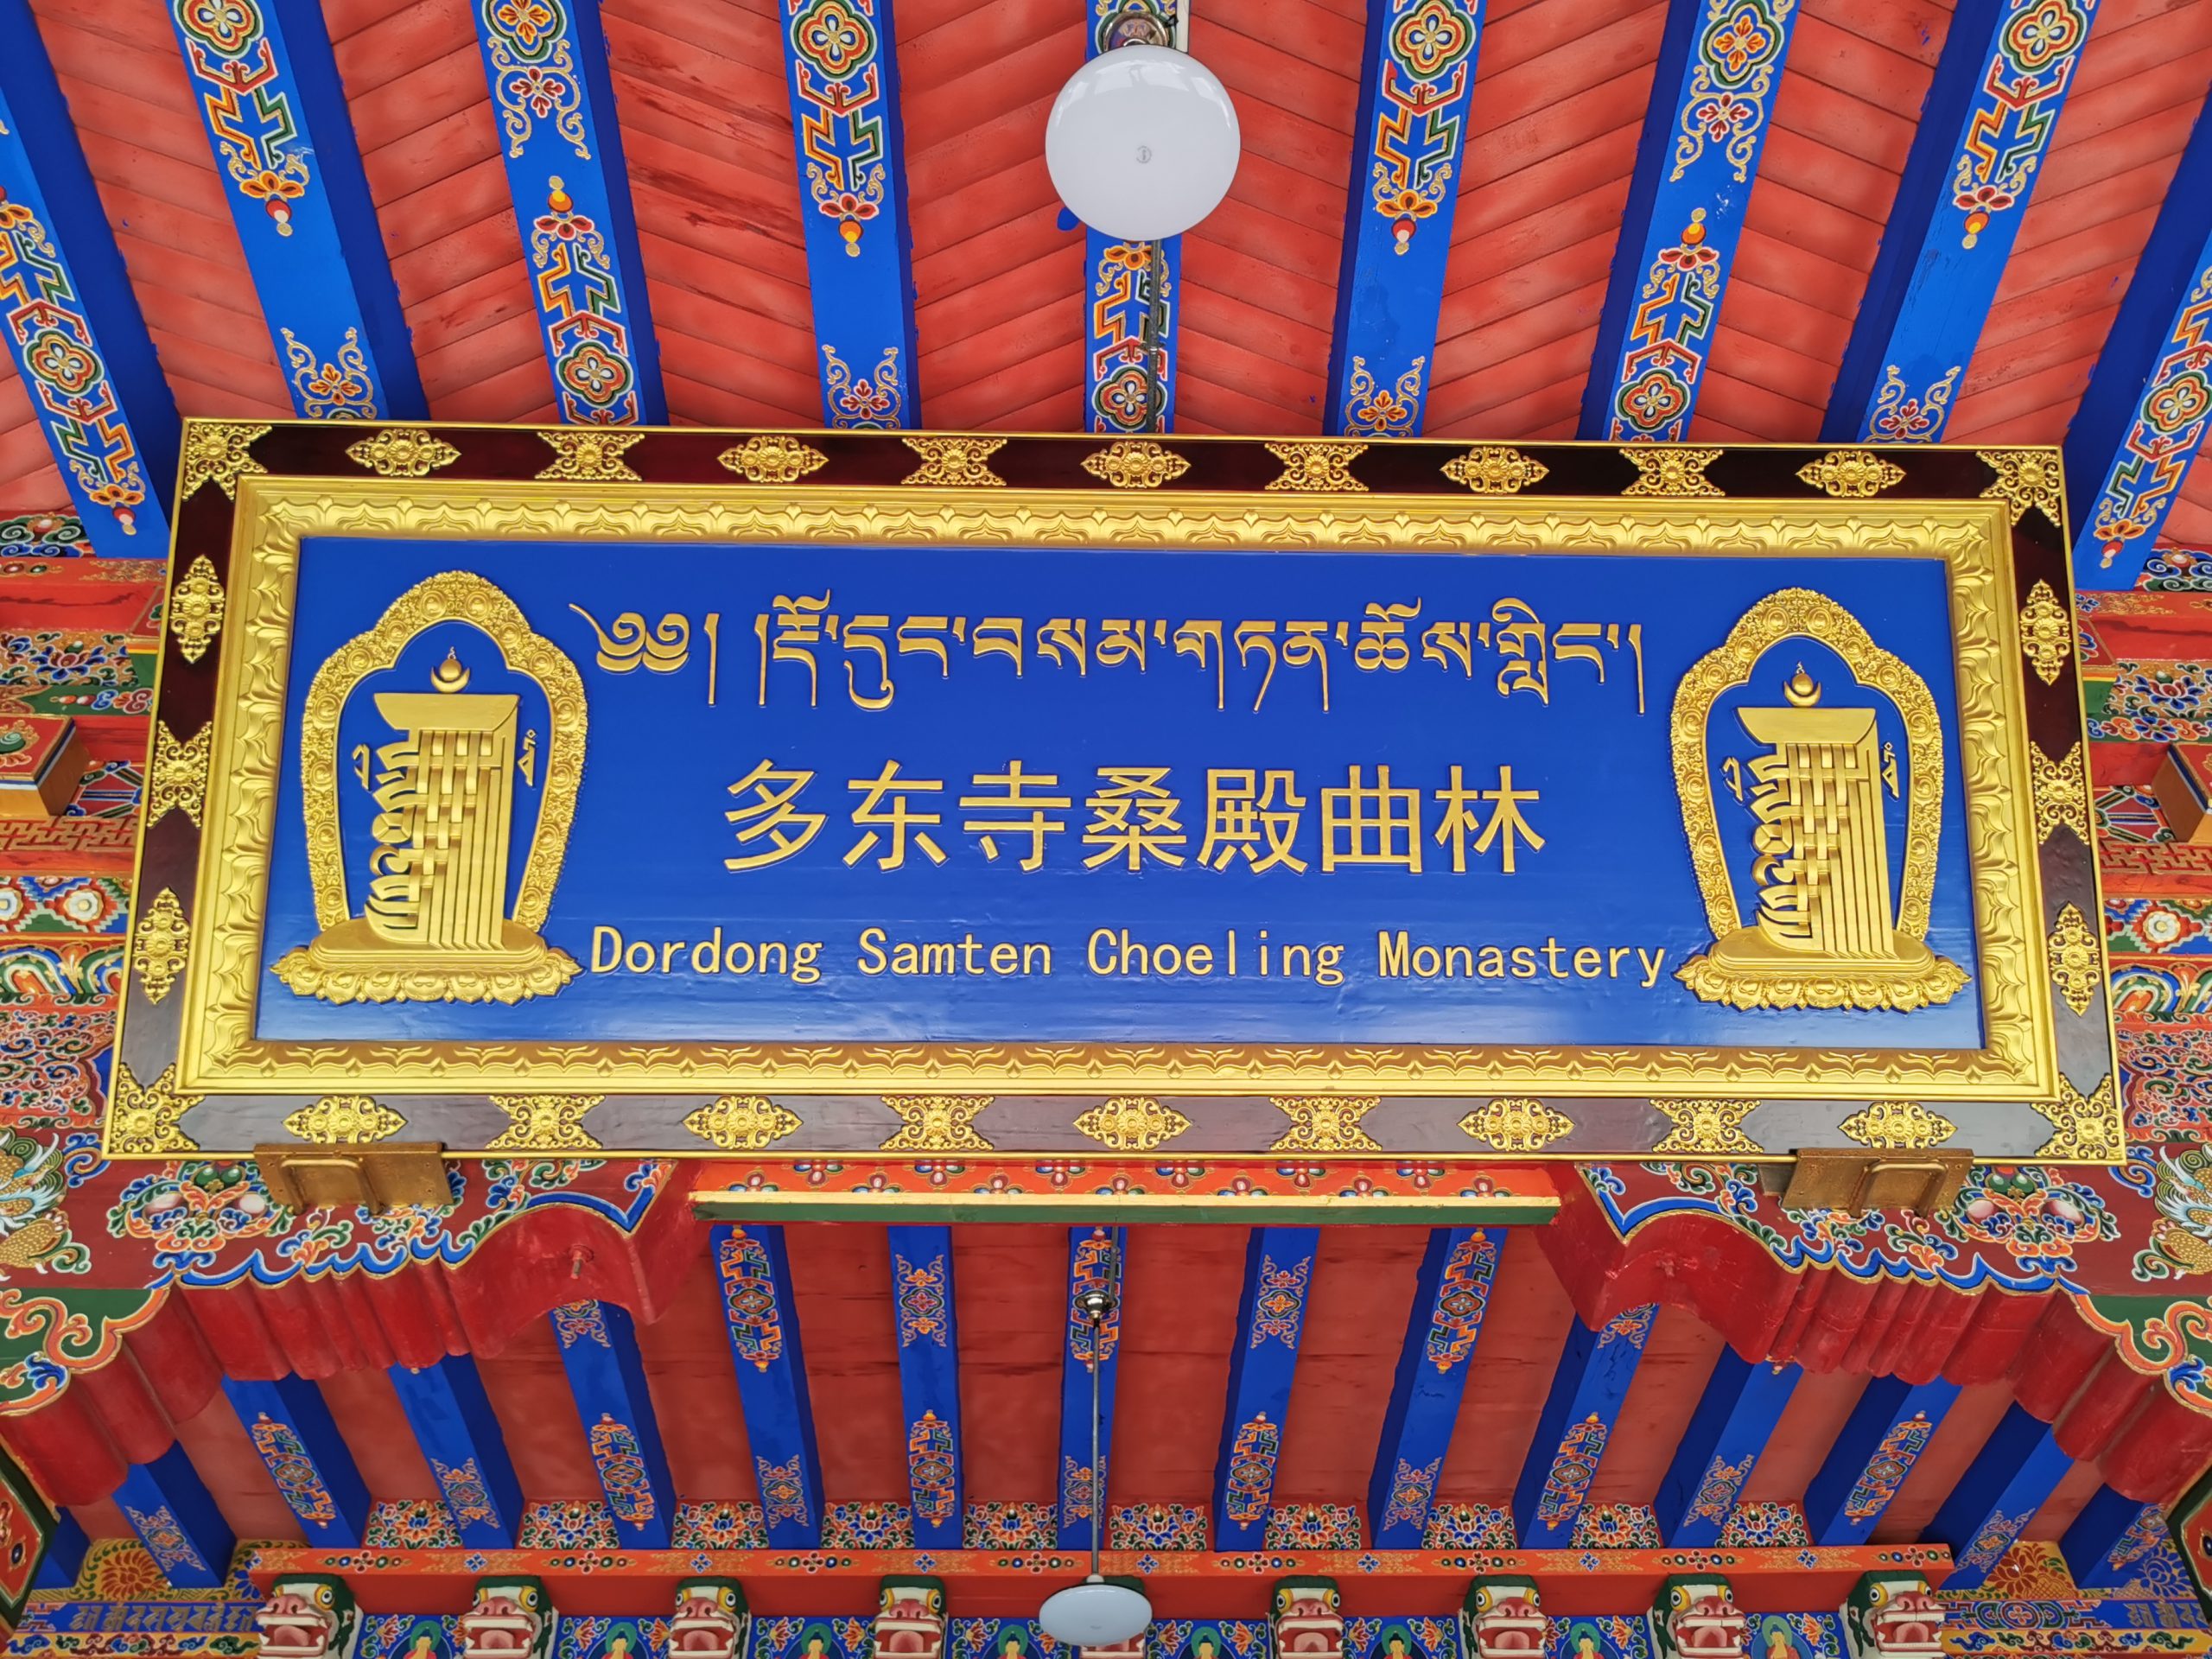 ༄༅། །རྡོ་དུང་བསམ་གཏན་ཆོས་གླིང་།
多东寺桑殿曲林
Dordong Samten Choeling Monastery